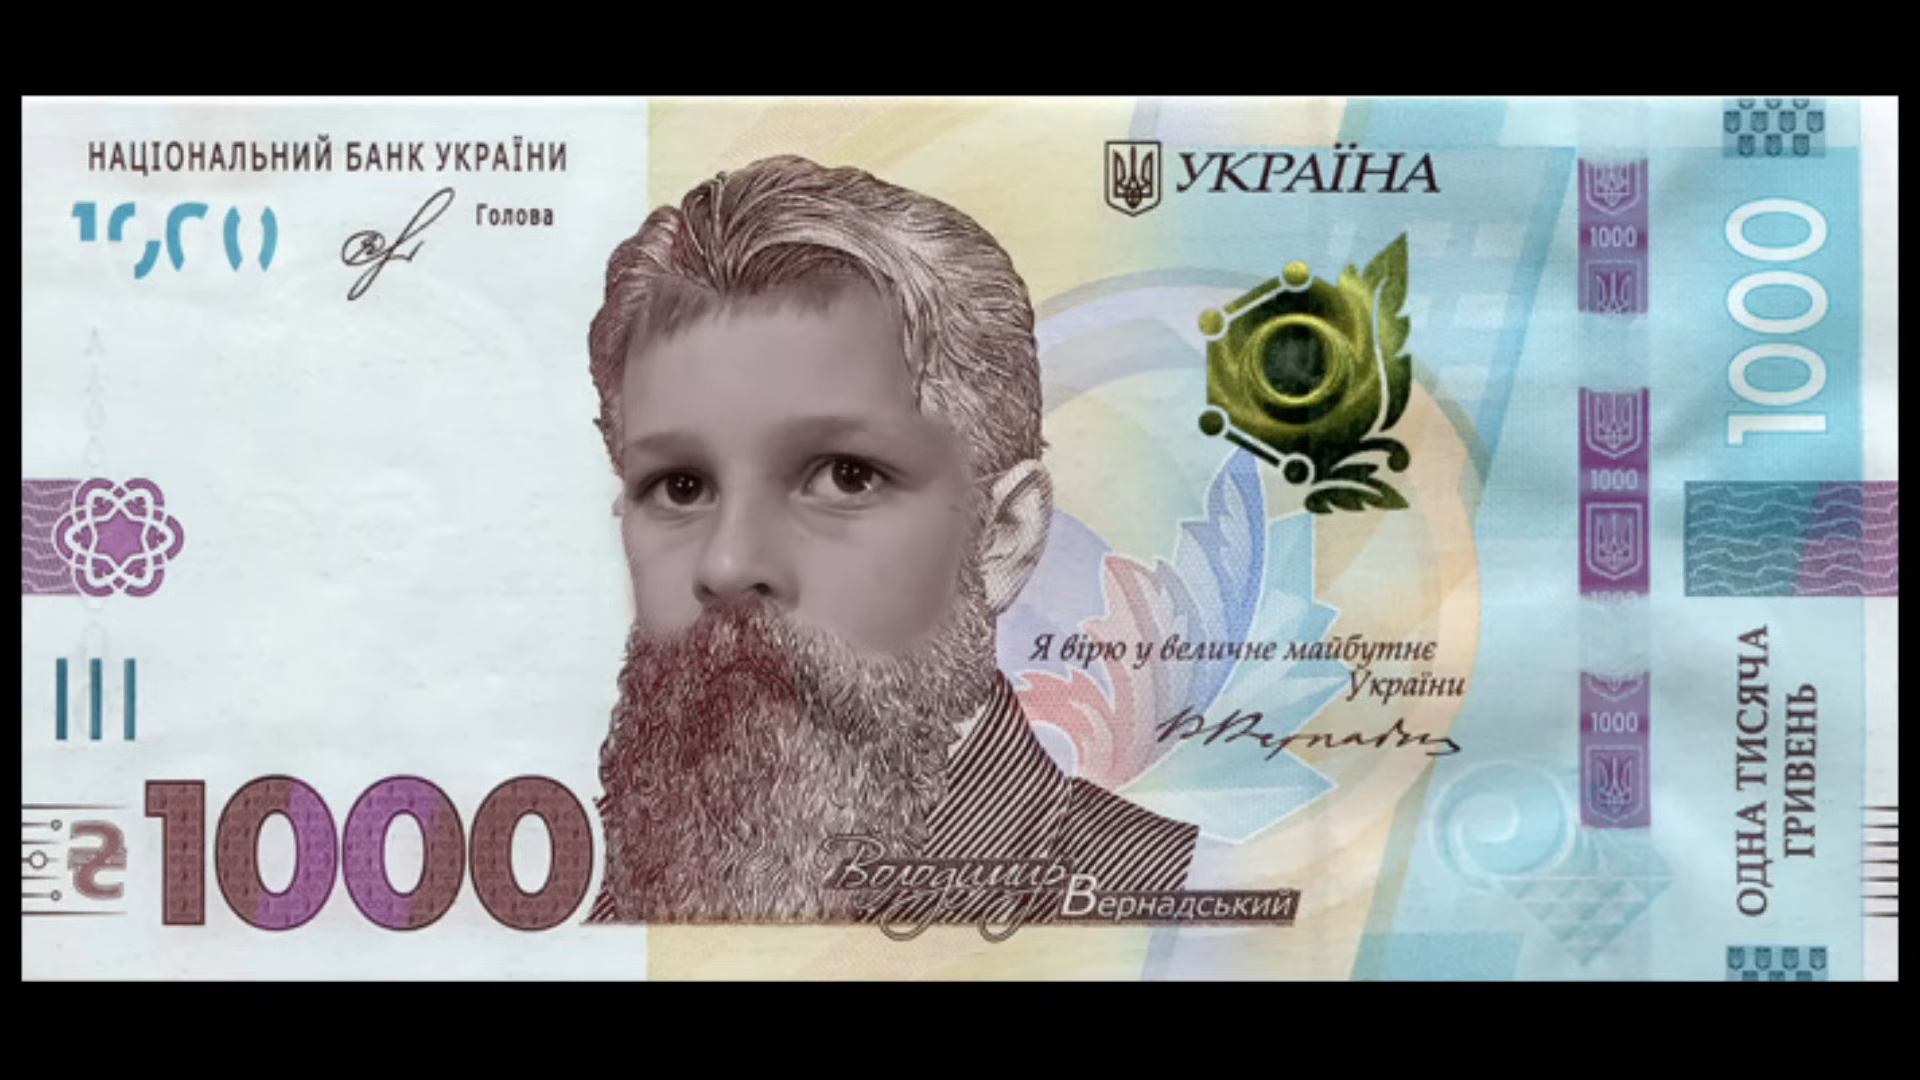 НАЦІОНАЛЬНИЙ БАНК УКРАЇНИ
Голова
УКРАЇНА
1000
1000
1000
1000
Я вірю у величне майбутнє
України
₴1000
Володимир
Вернадський
ОДНА ТИСЯЧА
ГРИВЕНЬ